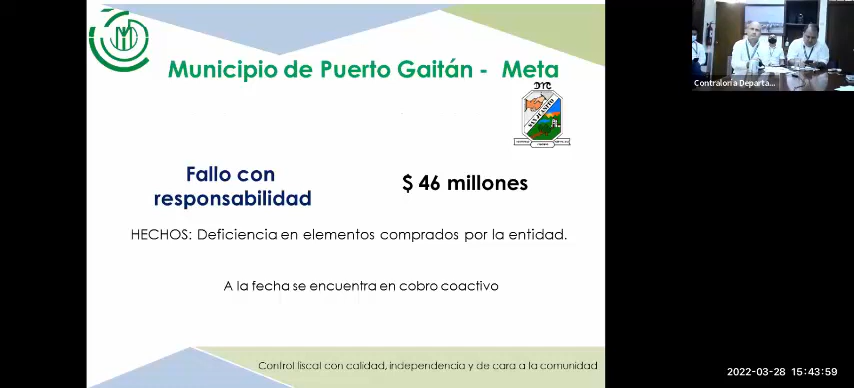 Municipio de Puerto Gaitán - Meta
SAN JUANITO
Fallo con
responsabilidad
$ 46 millones
HECHOS: Deficiencia en elementos comprados por la entidad.
A la fecha se encuentra en cobro coactivo
Control fiscal con calidad, independencia y de cara a la comunidad
Contraloría Departa...
2022-03-28 15:43:59